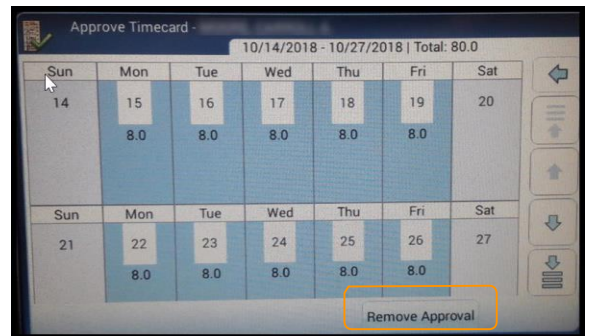 Approve Timecard -
10/14/2018 - 10/27/2018 | Total: 80.0
Sun Mon Tue Wed Thu Fri Sat
14 15 16 17 18 19 20
8.0 8.0 8.0 8.0 8.0
Sun Mon Tue Wed Thu Fri Sat
21 22 23 24 25 26 27
8.0 8.0 8.0 8.0 8.0
Remove Approval